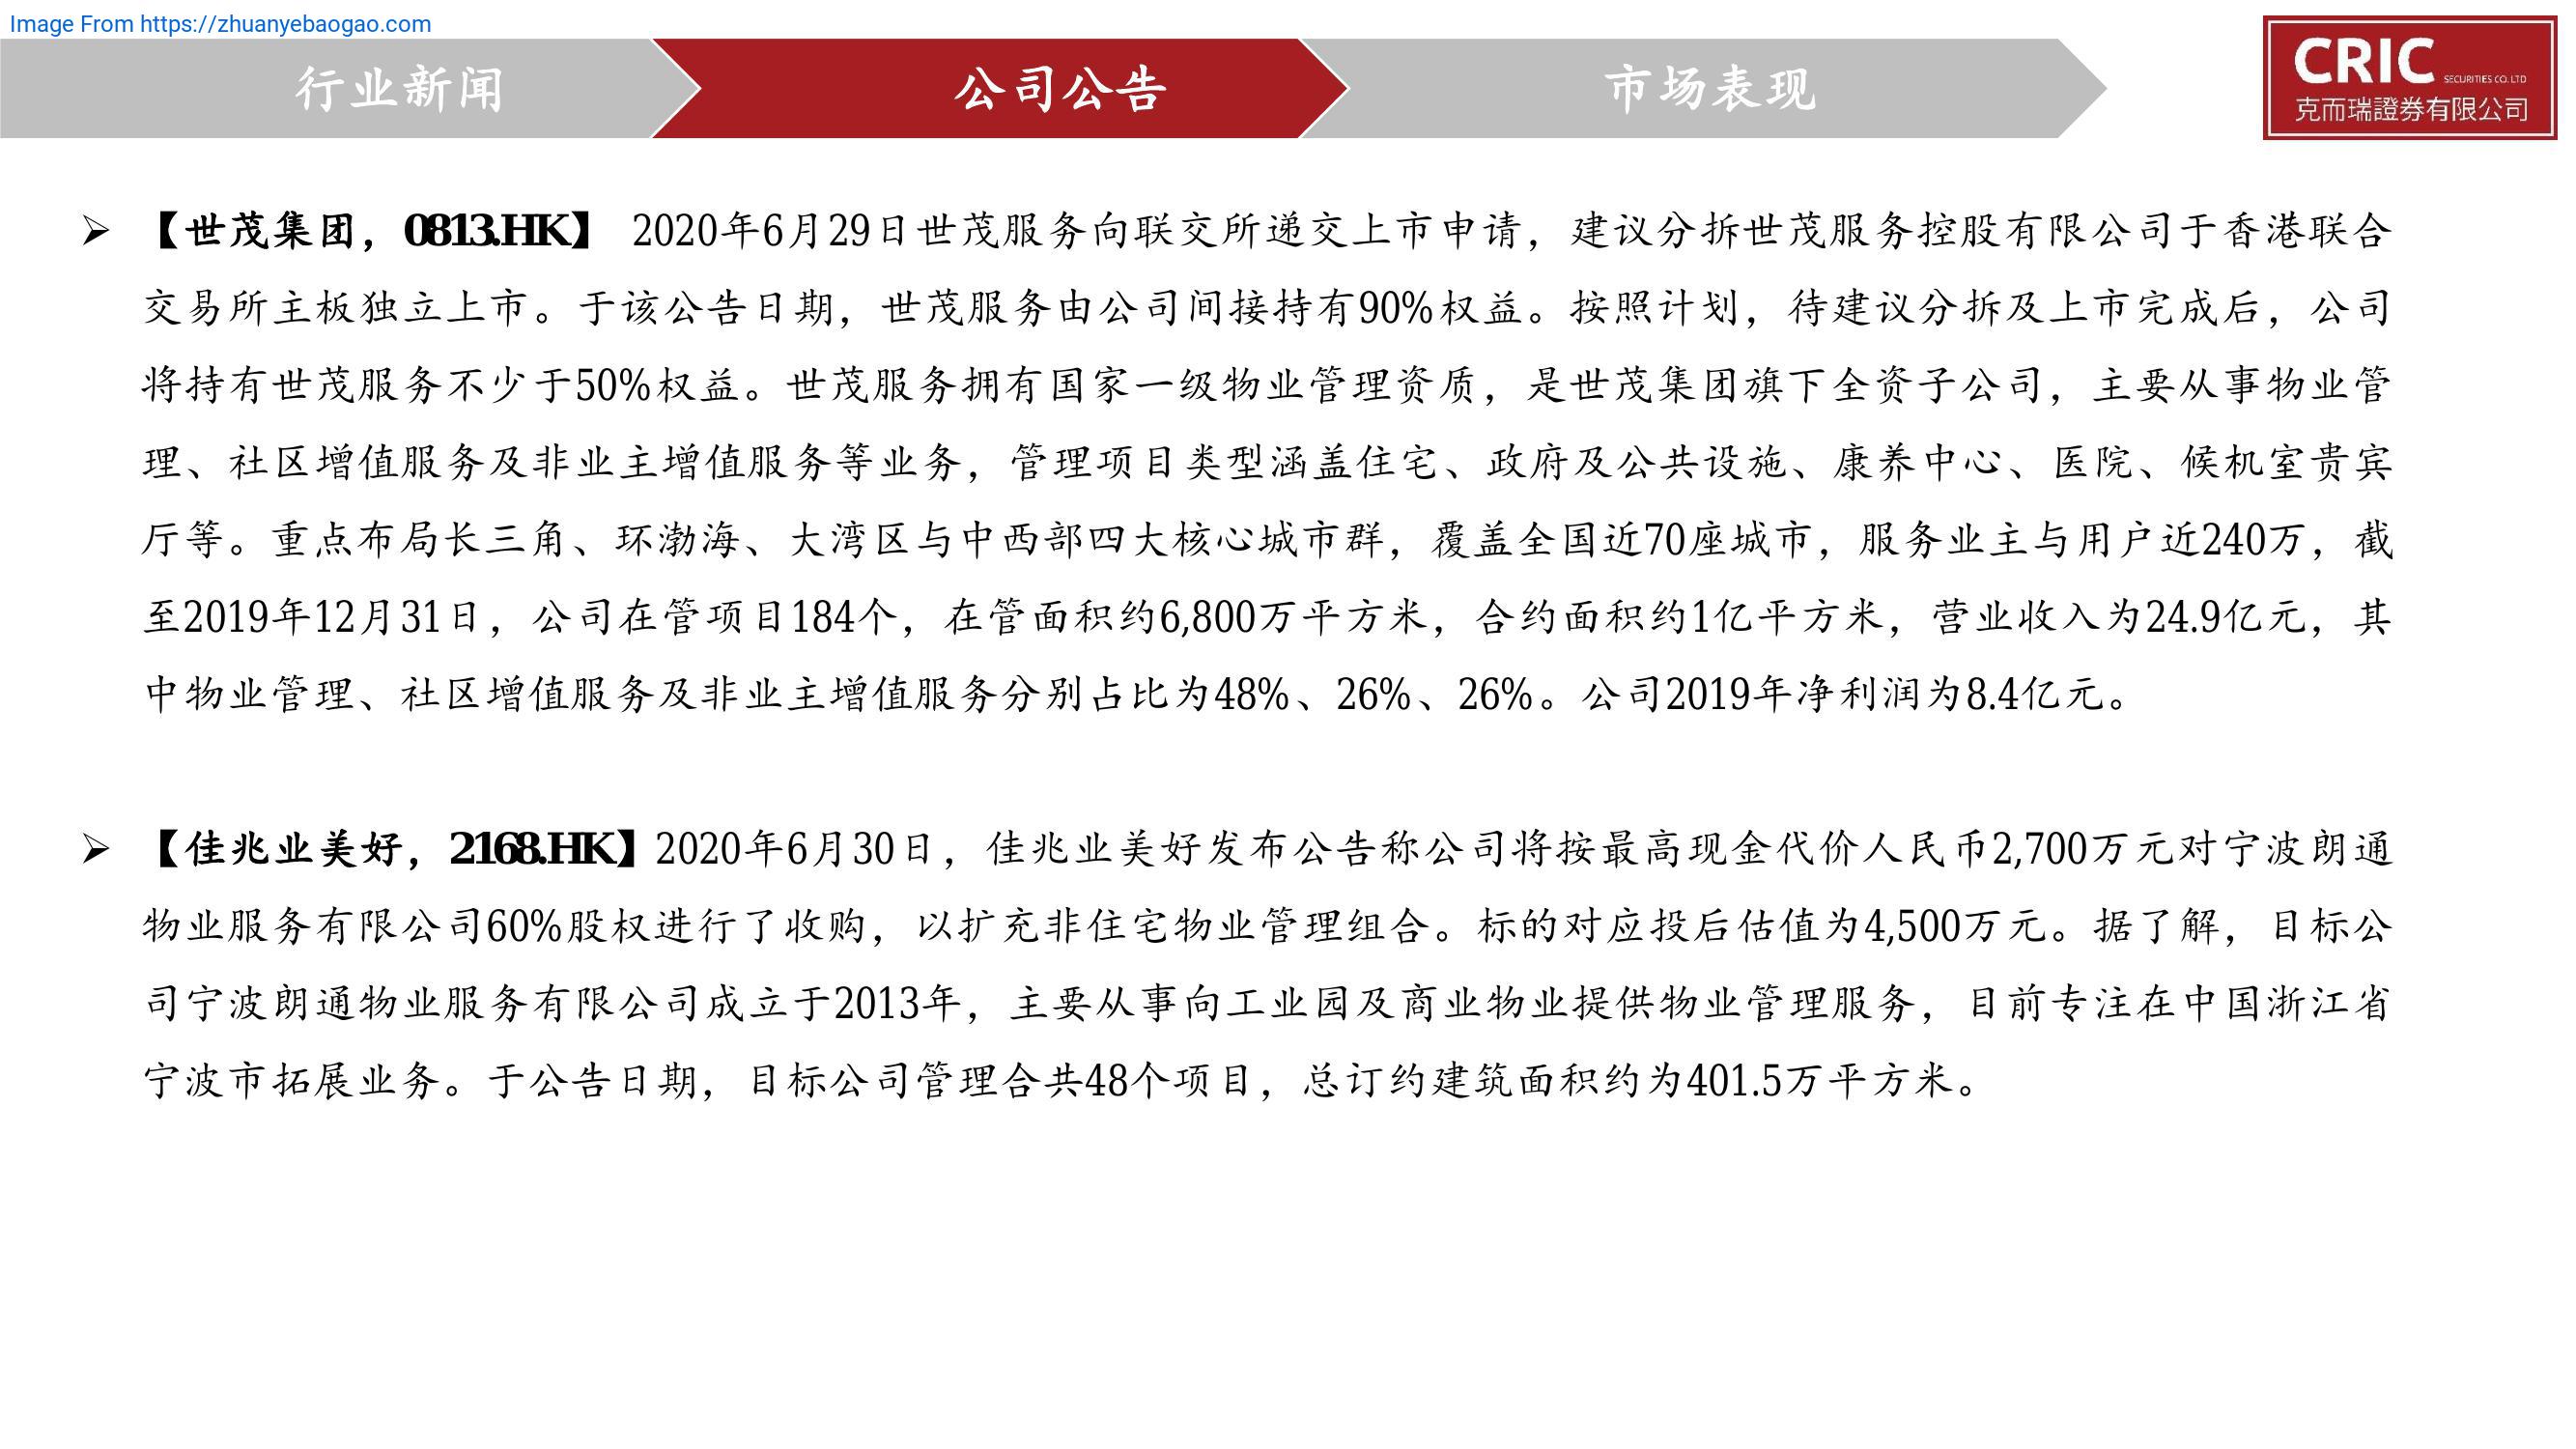 Image From https://zhuanyebaogao.com
行业新闻
公司公告
市场表现
CRIC SECURITIES CO. LTD
克而瑞證券有限公司
➢ 【世茂集团，0813.HK】 2020年6月29日世茂服务向联交所递交上市申请，建议分拆世茂服务控股有限公司于香港联合
交易所主板独立上市。于该公告日期，世茂服务由公司间接持有90%权益。按照计划，待建议分拆及上市完成后，公司
将持有世茂服务不少于50%权益。世茂服务拥有国家一级物业管理资质，是世茂集团旗下全资子公司，主要从事物业管
理、社区增值服务及非业主增值服务等业务，管理项目类型涵盖住宅、政府及公共设施、康养中心、医院、候机室贵宾
厅等。重点布局长三角、环渤海、大湾区与中西部四大核心城市群，覆盖全国近70座城市，服务业主与用户近240万，截
至2019年12月31日，公司在管项目184个，在管面积约6,800万平方米，合约面积约1亿平方米，营业收入为24.9亿元，其
中物业管理、社区增值服务及非业主增值服务分别占比为48%、26%、26%。公司2019年净利润为8.4亿元。
➢ 【佳兆业美好，2168.HK】2020年6月30日，佳兆业美好发布公告称公司将按最高现金代价人民币2,700万元对宁波朗通
物业服务有限公司60%股权进行了收购，以扩充非住宅物业管理组合。标的对应投后估值为4,500万元。据了解，目标公
司宁波朗通物业服务有限公司成立于2013年，主要从事向工业园及商业物业提供物业管理服务，目前专注在中国浙江省
宁波市拓展业务。于公告日期，目标公司管理合共48个项目，总订约建筑面积约为401.5万平方米。